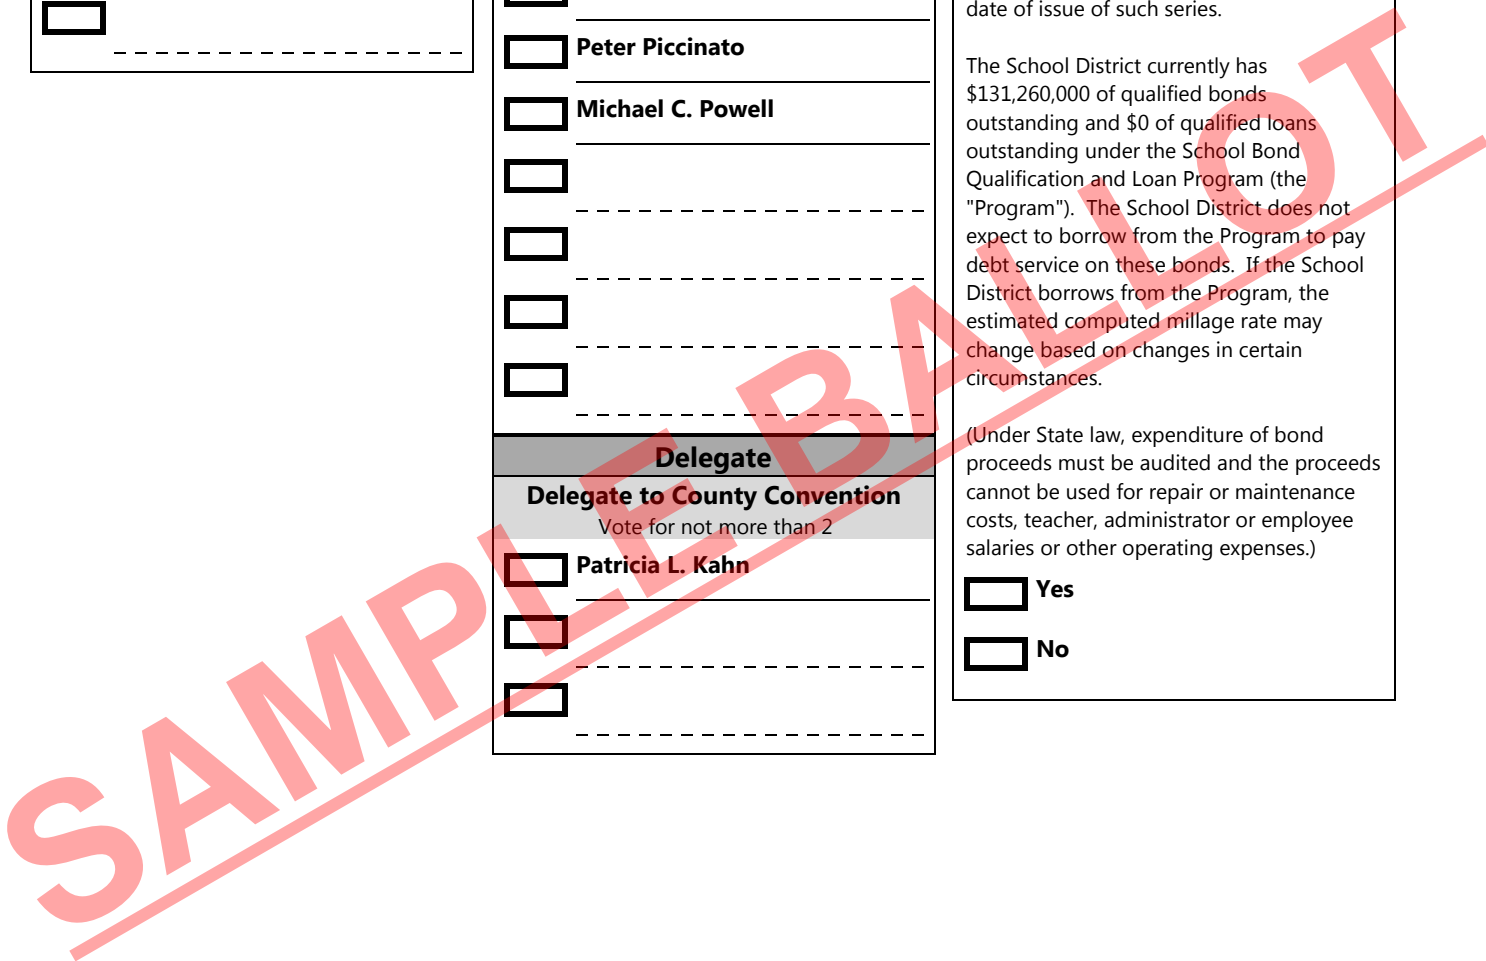 Peter Piccinato
Michael C. Powell
Delegate
Delegate to County Convention
Vote for not more than 2
Patricia L. Kahn
date of issue of such series.
The School District currently has
$131,260,000 of qualified bonds
outstanding and $0 of qualified loans
outstanding under the School Bond
Qualification and Loan Program (the
"Program").  The School District does not
expect to borrow from the Program to pay
debt service on these bonds.  If the School
District borrows from the Program, the
estimated computed millage rate may
change based on changes in certain
circumstances.
(Under State law, expenditure of bond
proceeds must be audited and the proceeds
cannot be used for repair or maintenance
costs, teacher, administrator or employee
salaries or other operating expenses.)
Yes
No
SAMPLE BALLOT